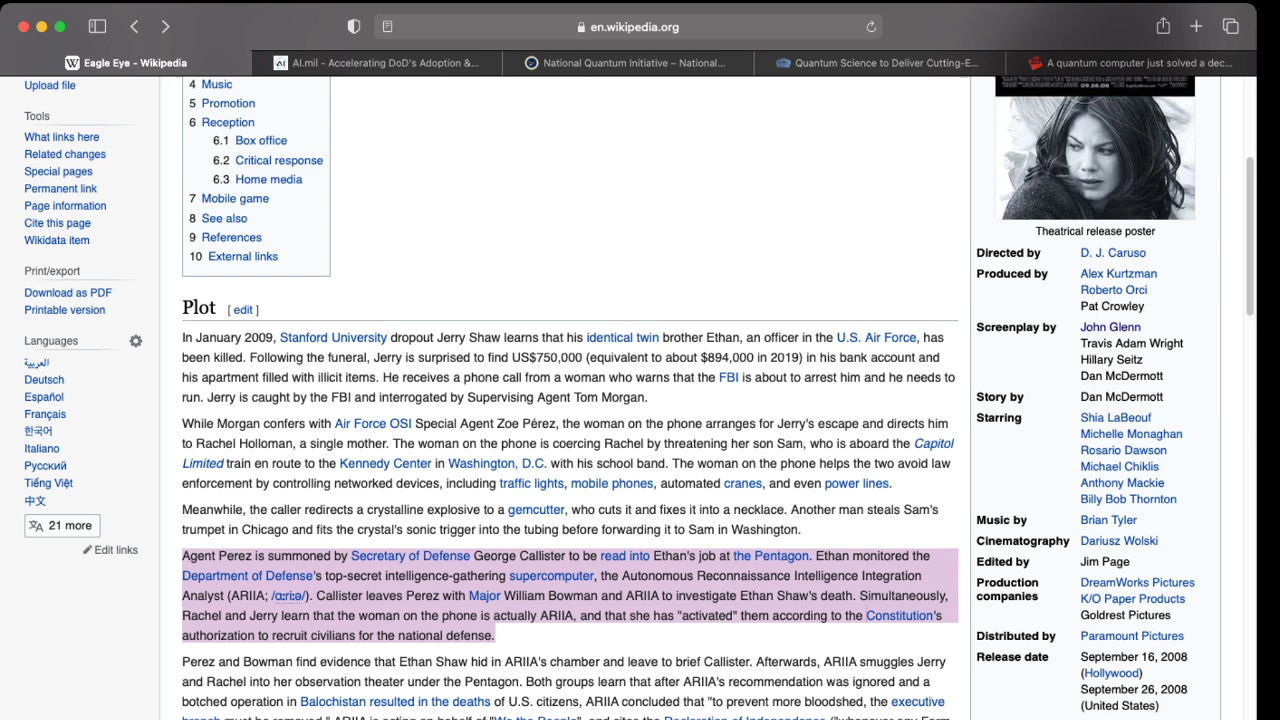 en.wikipedia.org
Eagle Eye - Wikipedia
AI.mil - Accelerating DoD's Adoption &...
National Quantum Initiative – National...
Quantum Science to Deliver Cutting-E...
A quantum computer just solved a dec...
Upload file
Tools
What links here
Related changes
Special pages
Permanent link
Page information
Cite this page
Wikidata item
Print/export
Download as PDF
Printable version
Languages
العربية
Deutsch
Español
Français
한국어
Italiano
Русский
Tiếng Việt
中文
21 more
Edit links
4 Music
5 Promotion
6 Reception
6.1 Box office
6.2 Critical response
6.3 Home media
7 Mobile game
8 See also
9 References
10 External links
Plot [ edit ]
In January 2009, Stanford University dropout Jerry Shaw learns that his identical twin brother Ethan, an officer in the U.S. Air Force, has
been killed. Following the funeral, Jerry is surprised to find US$750,000 (equivalent to about $894,000 in 2019) in his bank account and
his apartment filled with illicit items. He receives a phone call from a woman who warns that the FBI is about to arrest him and he needs to
run. Jerry is caught by the FBI and interrogated by Supervising Agent Tom Morgan.
While Morgan confers with Air Force OSI Special Agent Zoe Pérez, the woman on the phone arranges for Jerry's escape and directs him
to Rachel Holloman, a single mother. The woman on the phone is coercing Rachel by threatening her son Sam, who is aboard the Capitol
Limited train en route to the Kennedy Center in Washington, D.C. with his school band. The woman on the phone helps the two avoid law
enforcement by controlling networked devices, including traffic lights, mobile phones, automated cranes, and even power lines.
Meanwhile, the caller redirects a crystalline explosive to a gemcutter, who cuts it and fixes it into a necklace. Another man steals Sam's
trumpet in Chicago and fits the crystal's sonic trigger into the tubing before forwarding it to Sam in Washington.
Agent Perez is summoned by Secretary of Defense George Callister to be read into Ethan's job at the Pentagon. Ethan monitored the
Department of Defense's top-secret intelligence-gathering supercomputer, the Autonomous Reconnaissance Intelligence Integration
Analyst (ARIIA; /ɑːriə/). Callister leaves Perez with Major William Bowman and ARIIA to investigate Ethan Shaw's death. Simultaneously,
Rachel and Jerry learn that the woman on the phone is actually ARIIA, and that she has "activated" them according to the Constitution's
authorization to recruit civilians for the national defense.
Perez and Bowman find evidence that Ethan Shaw hid in ARIIA's chamber and leave to brief Callister. Afterwards, ARIIA smuggles Jerry
and Rachel into her observation theater under the Pentagon. Both groups learn that after ARIIA's recommendation was ignored and a
botched operation in Balochistan resulted in the deaths of U.S. citizens, ARIIA concluded that "to prevent more bloodshed, the executive
branch must be removed." ARIIA is acting on behalf of "We the People", and cites the Declaration of Independence ("whenever any Form
09.26.08
Theatrical release poster
Directed by D. J. Caruso
Produced by Alex Kurtzman
Roberto Orci
Pat Crowley
Screenplay by John Glenn
Travis Adam Wright
Hillary Seitz
Dan McDermott
Story by Dan McDermott
Starring Shia LaBeouf
Michelle Monaghan
Rosario Dawson
Michael Chiklis
Anthony Mackie
Billy Bob Thornton
Music by Brian Tyler
Cinematography Dariusz Wolski
Edited by Jim Page
Production companies DreamWorks Pictures
K/O Paper Products
Goldcrest Pictures
Distributed by Paramount Pictures
Release date September 16, 2008
(Hollywood)
September 26, 2008
(United States)